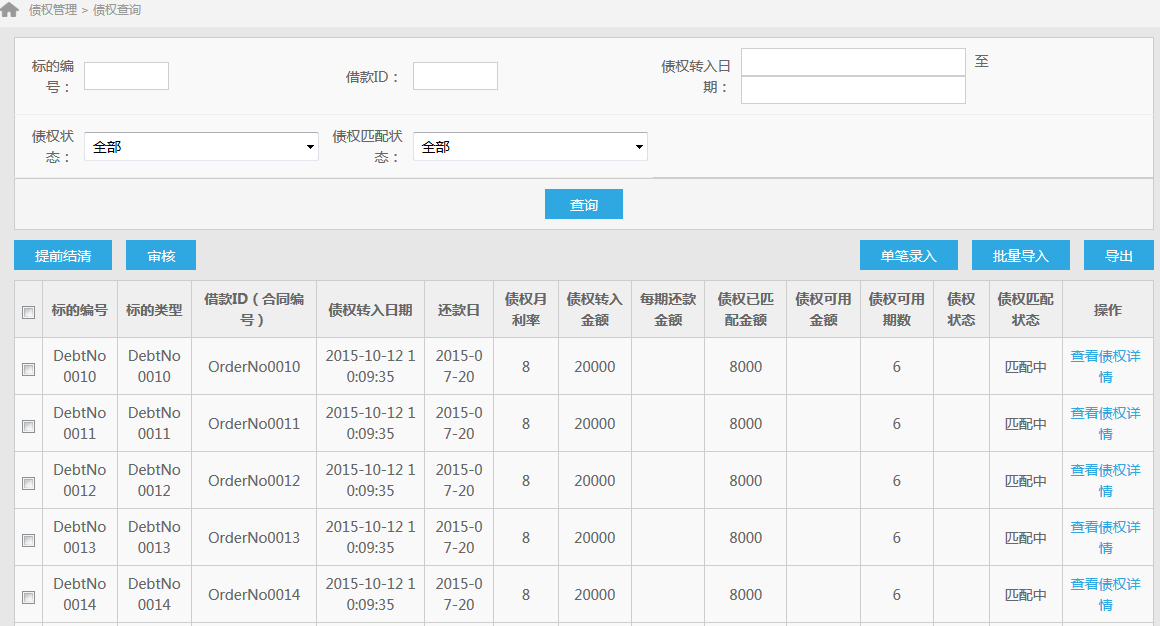 债权管理 > 债权查询
标的编号：
借款ID：
债权转入日期：
至
债权状态：
全部
债权匹配状态：
全部
查询
提前结清 审核 单笔录入 批量导入 导出
标的编号 标的类型 借款ID（合同编号） 债权转入日期 还款日 债权月利率 债权转入金额 每期还款金额 债权已匹配金额 债权可用金额 债权可用期数 债权状态 债权匹配状态 操作
DebtNo0010 DebtNo0010 OrderNo0010 2015-10-12 10:09:35 2015-07-20 8 20000 8000 6 匹配中 查看债权详情
DebtNo0011 DebtNo0011 OrderNo0011 2015-10-12 10:09:35 2015-07-20 8 20000 8000 6 匹配中 查看债权详情
DebtNo0012 DebtNo0012 OrderNo0012 2015-10-12 10:09:35 2015-07-20 8 20000 8000 6 匹配中 查看债权详情
DebtNo0013 DebtNo0013 OrderNo0013 2015-10-12 10:09:35 2015-07-20 8 20000 8000 6 匹配中 查看债权详情
DebtNo0014 DebtNo0014 OrderNo0014 2015-10-12 10:09:35 2015-07-20 8 20000 8000 6 匹配中 查看债权详情